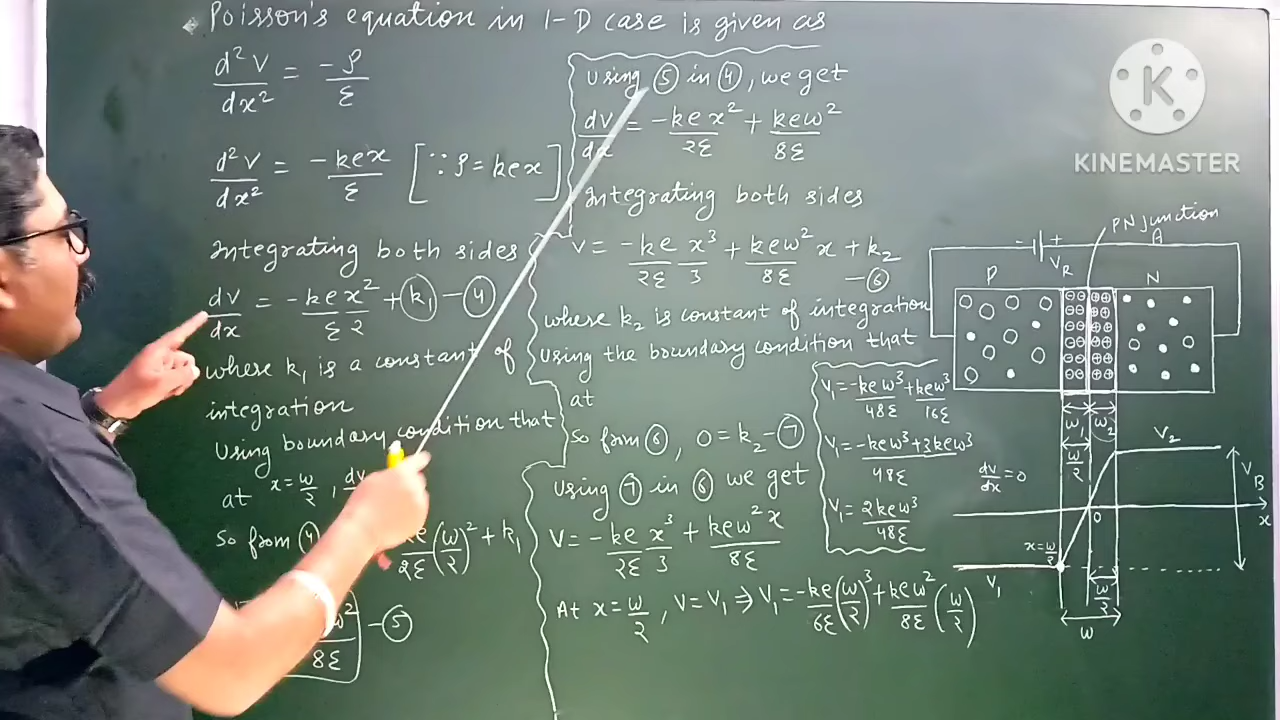 Poisson's equation in 1-D case is given as
d²V/dx² = -ρ/ε
d²V/dx² = -kex/ε [∵ ρ = kex]
Integrating both sides
dv/dx = -ke/ε x²/2 + k₁ - ④
where k₁ is a constant of
integration
Using boundary condition that
at x = w/2, dv
So from ④
ke/2ε (w/2)² + k₁
w²/8ε - ⑤
Using ⑤ in ④, we get
dv/dx = -kex²/2ε + kew²/8ε
Integrating both sides
V = -ke/2ε x³/3 + kew²/8ε x + k₂
- ⑥
where k₂ is constant of integration
using the boundary condition that
at
So from ⑥, 0 = k₂ - ⑦
Using ⑦ in ⑥ we get
V = -ke/2ε x³/3 + kew²x/8ε
At x = w/2, V = V₁ ⇒ V₁ = -ke/6ε (w/2)³ + kew²/8ε (w/2)
V₁ = -kew³/48ε + kew³/16ε
V₁ = -kew³+3kew³/48ε
V₁ = 2kew³/48ε
KINEMASTER
K
PN junction
A
- +
V_R
P
N
w₁
w₂
w/2
V₂
dv/dx = 0
V_B
0
x
x = w/2
V₁
w/2
w